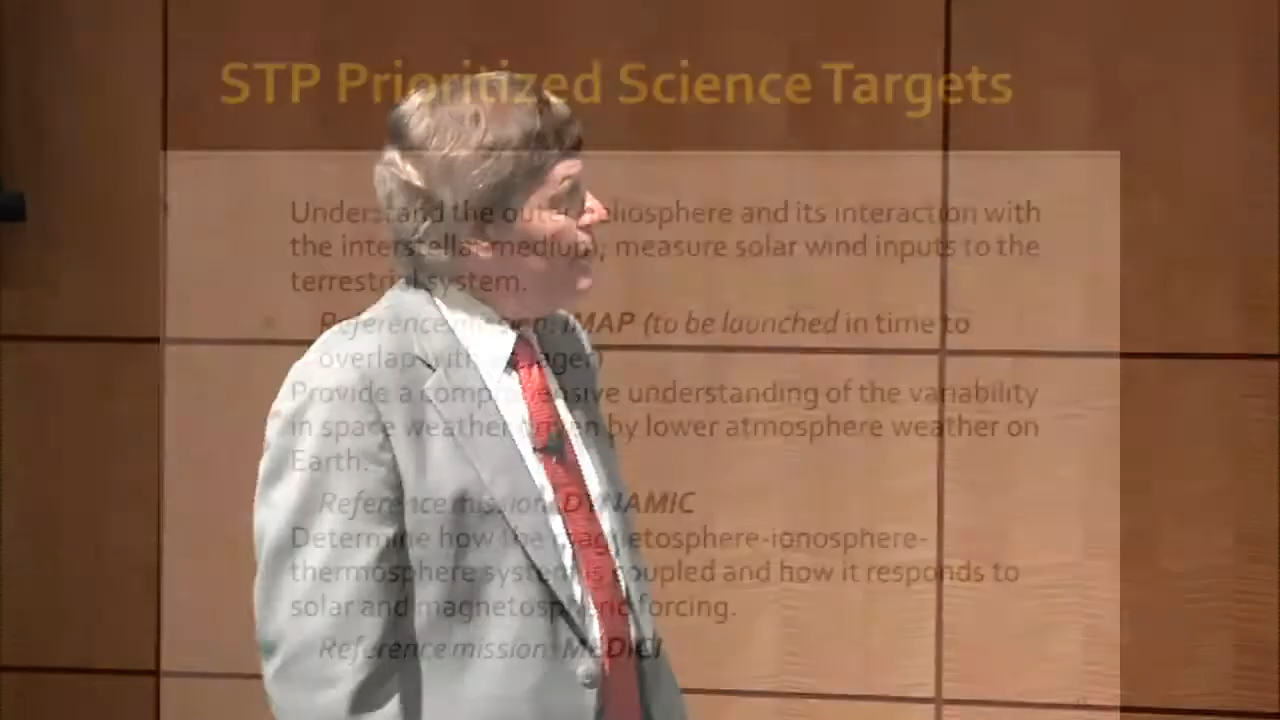 STP Prioritized Science Targets
Understand the outer heliosphere and its interaction with
the interstellar medium; measure solar wind inputs to the
terrestrial system.
Reference mission: IMAP (to be launched in time to
overlap with Voyager)
Provide a comprehensive understanding of the variability
in space weather driven by lower atmosphere weather on
Earth.
Reference mission: DYNAMIC
Determine how the magnetosphere-ionosphere-
thermosphere system is coupled and how it responds to
solar and magnetospheric forcing.
Reference mission: MEDICI